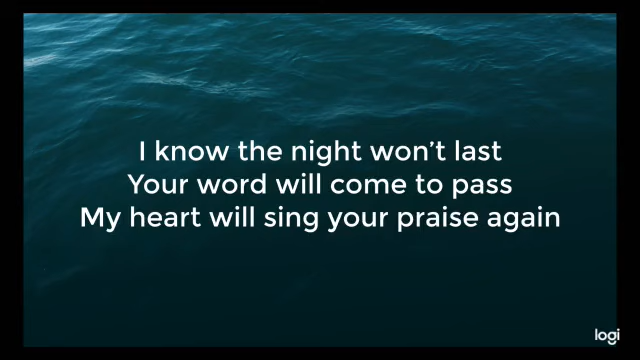 I know the night won't last
Your word will come to pass
My heart will sing your praise again
logi